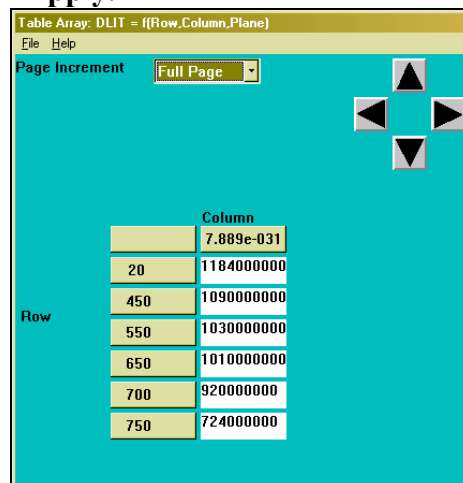 Table Array: DLIT = f(Row,Column,Plane)
File Help
Page Increment Full Page
Column
7.889e-031
20 1184000000
450 1090000000
Row
550 1030000000
650 1010000000
700 920000000
750 724000000